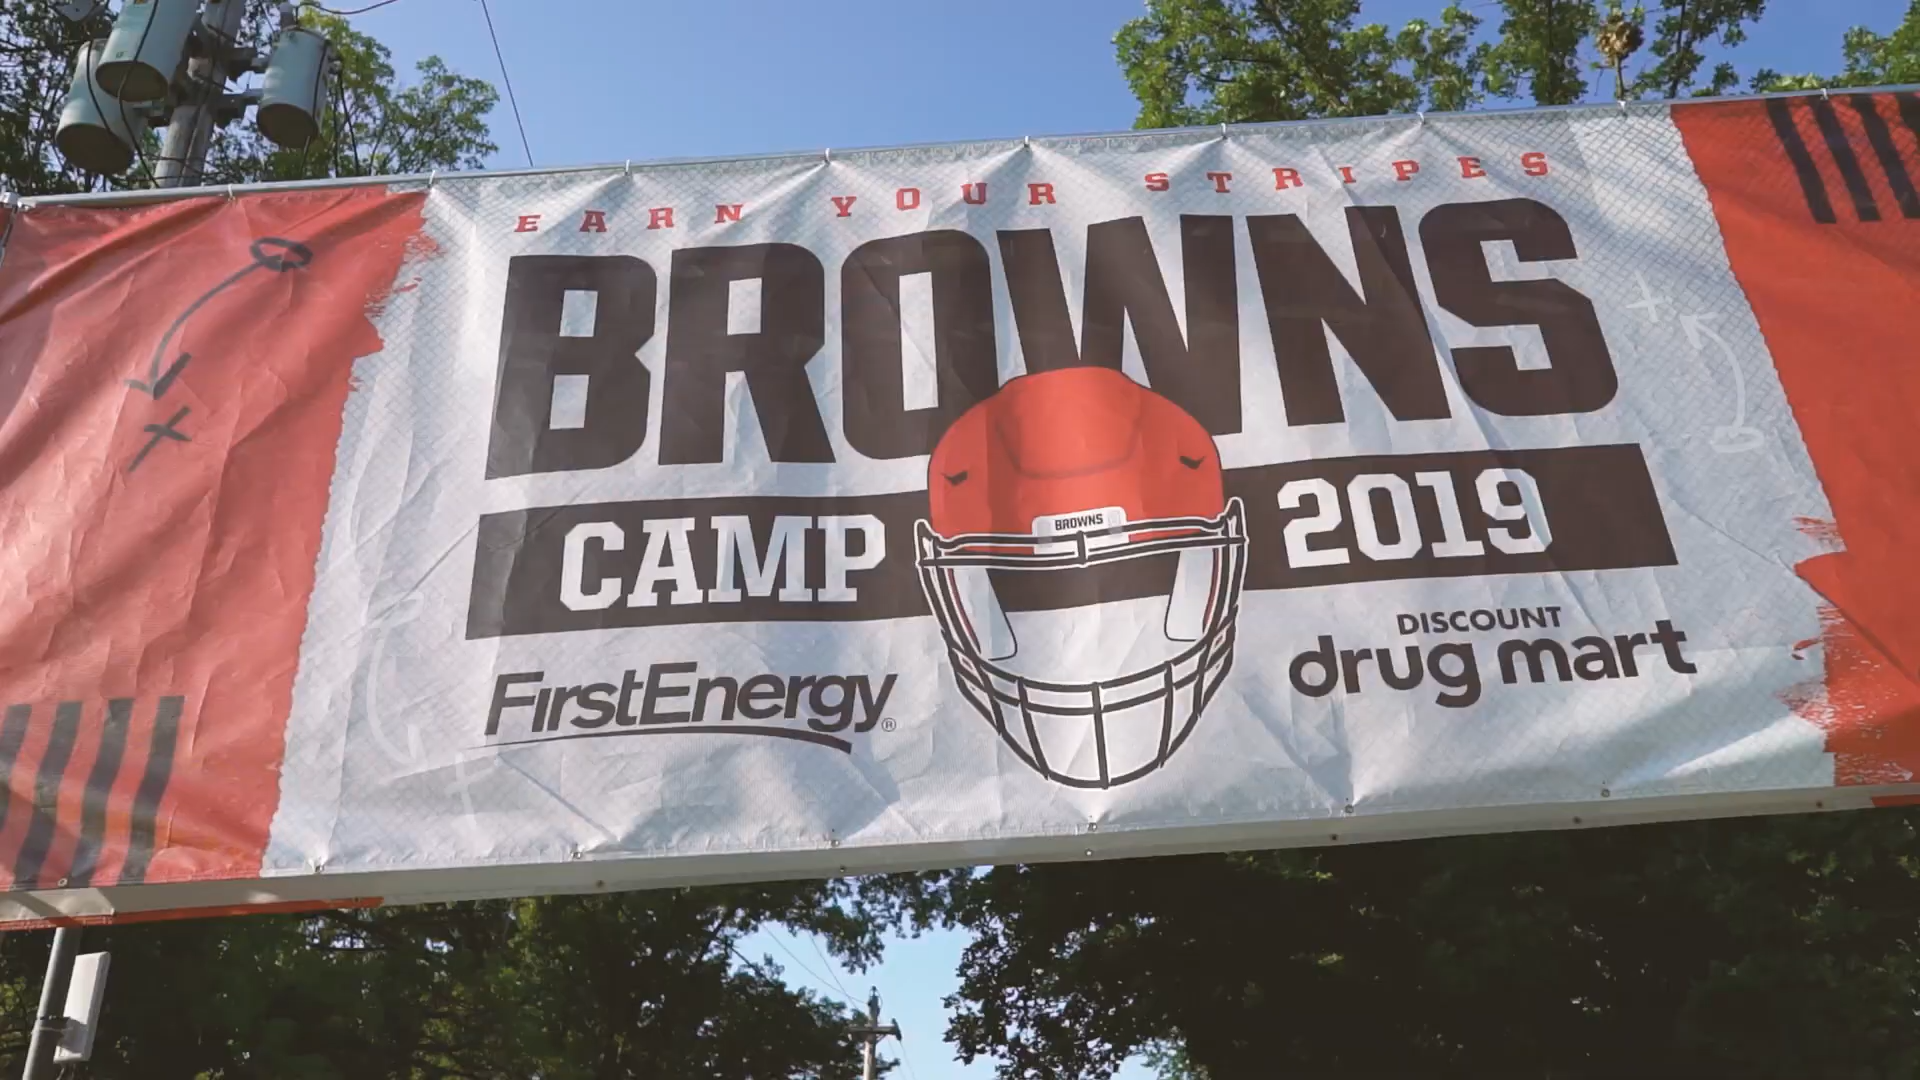 EARN YOUR STRIPES
BROWNS
CAMP 2019
BROWNS
FirstEnergy®
DISCOUNT
drug mart